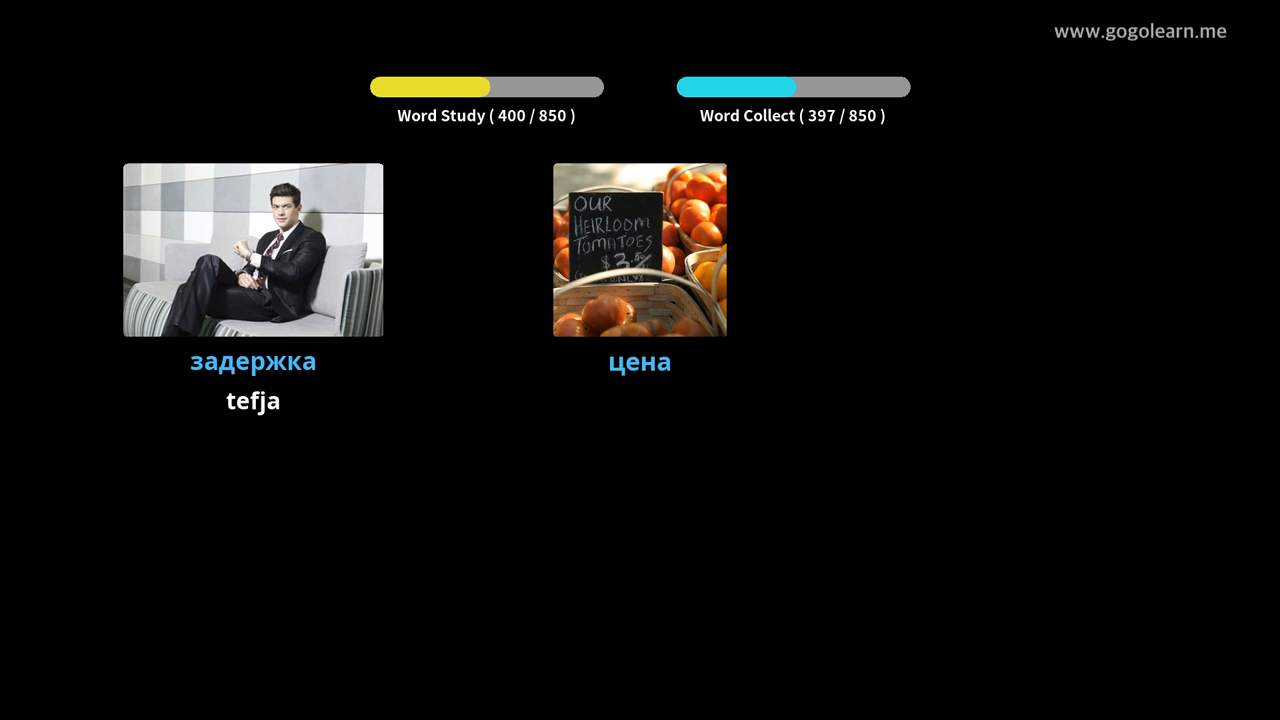 www.gogolearn.me
Word Study ( 400 / 850 )
Word Collect ( 397 / 850 )
OUR
HEIRLOOM
TOMATOES
задержка
цена
tefja